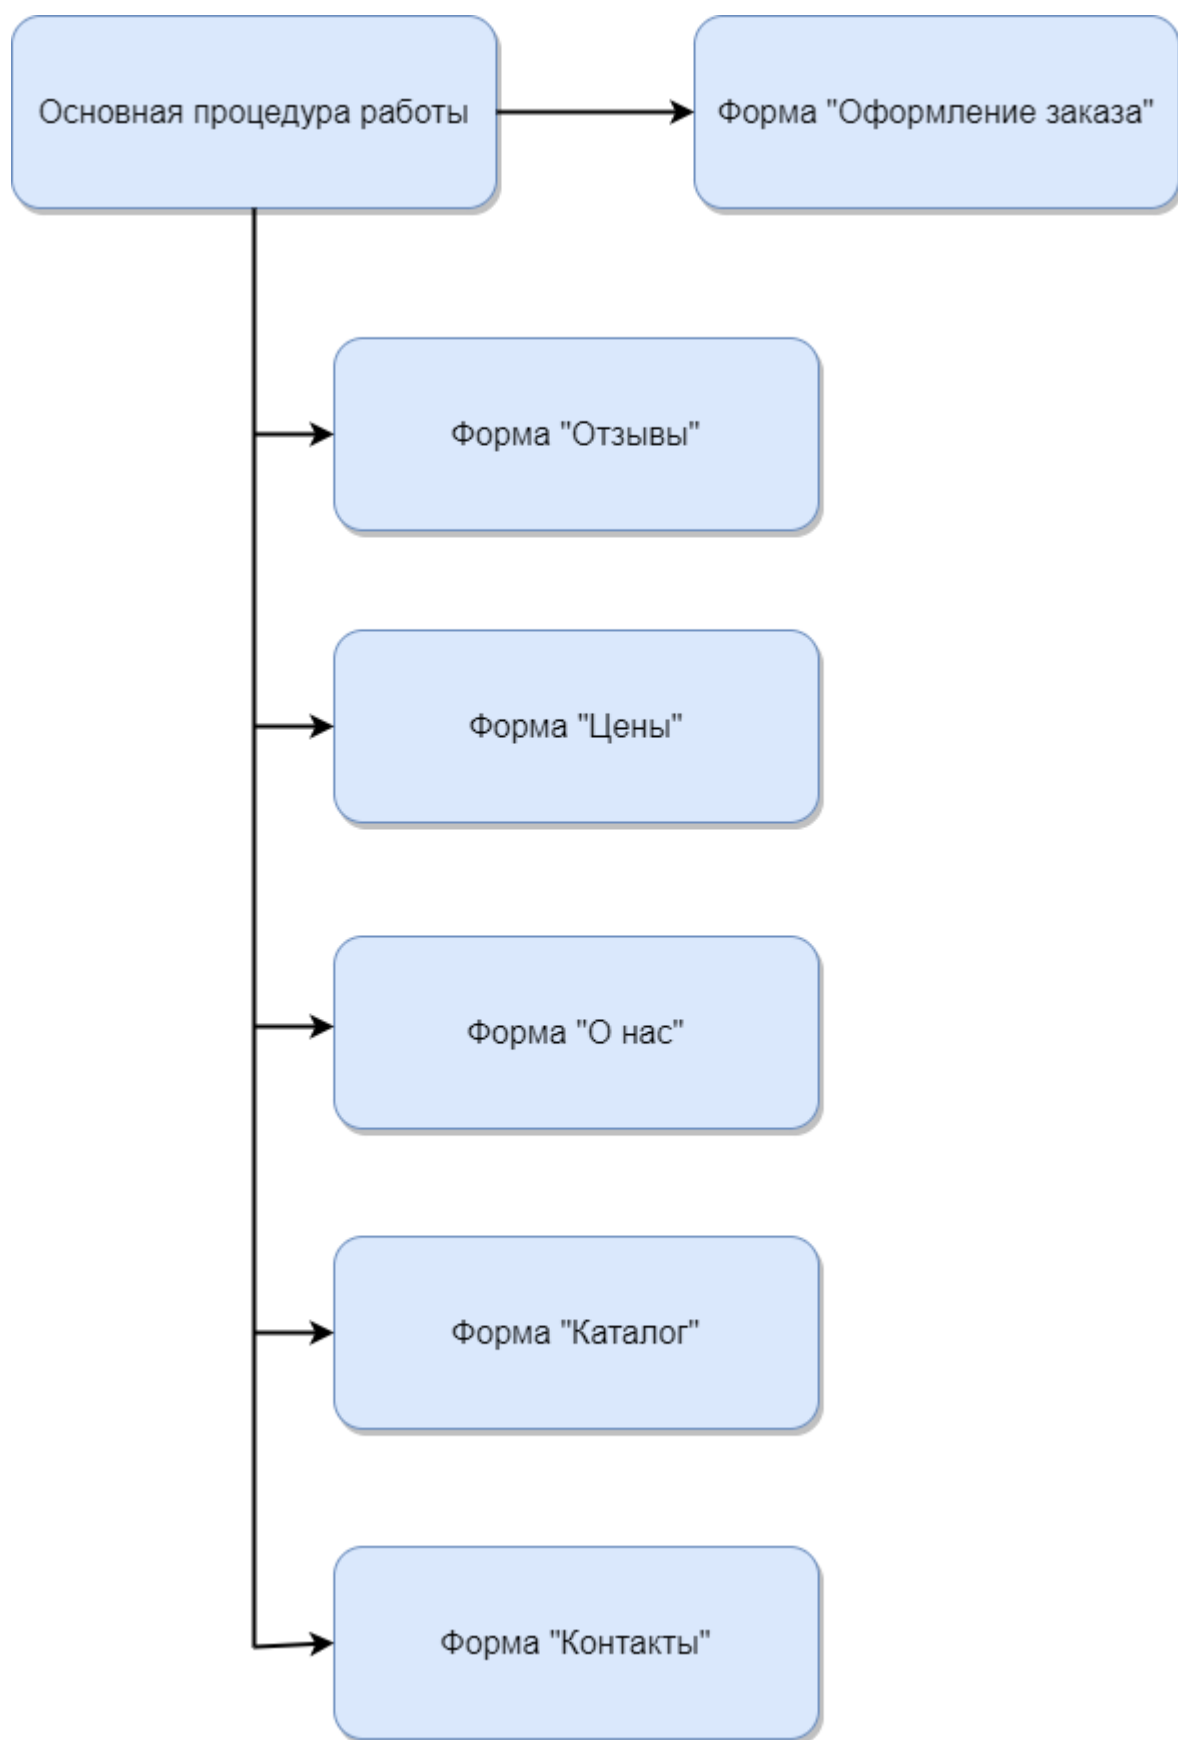 Основная процедура работы
Форма "Оформление заказа"
Форма "Отзывы"
Форма "Цены"
Форма "О нас"
Форма "Каталог"
Форма "Контакты"